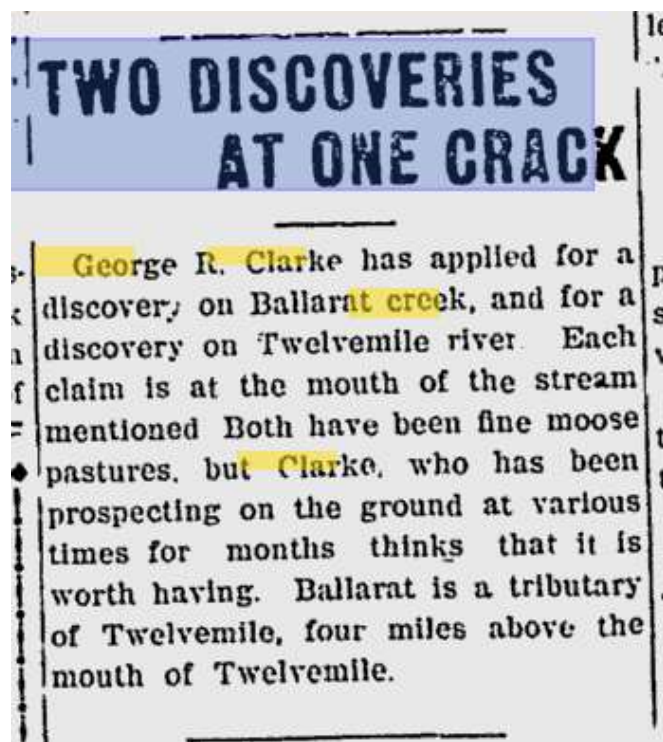 TWO DISCOVERIES
AT ONE CRACK
George R. Clarke has applied for a
discovery on Ballarat creek, and for a
discovery on Twelvemile river. Each
claim is at the mouth of the stream
mentioned Both have been fine moose
pastures, but Clarke, who has been
prospecting on the ground at various
times for months thinks that it is
worth having. Ballarat is a tributary
of Twelvemile, four miles above the
mouth of Twelvemile.